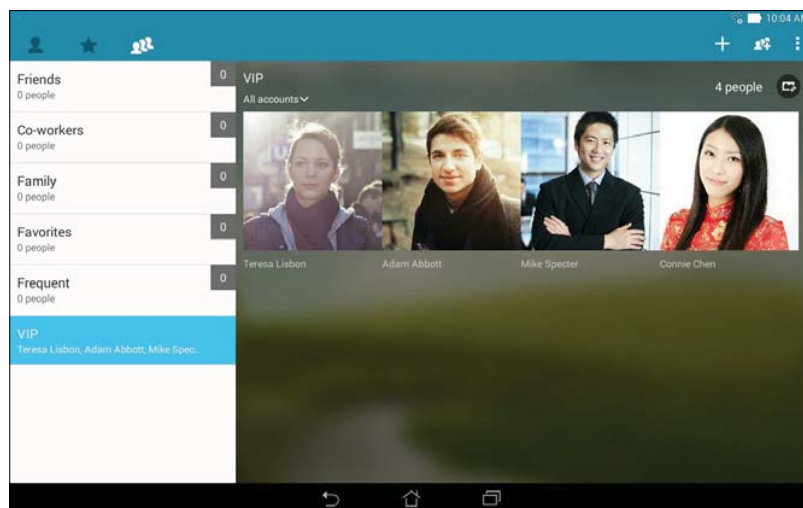 10:04 AM
Friends
0
0 people
Co-workers
0
0 people
Family
0
0 people
Favorites
0
0 people
Frequent
0
0 people
VIP
Teresa Lisbon, Adam Abbott, Mike Spec...
VIP
4 people
All accounts
Teresa Lisbon
Adam Abbott
Mike Specter
Connie Chen